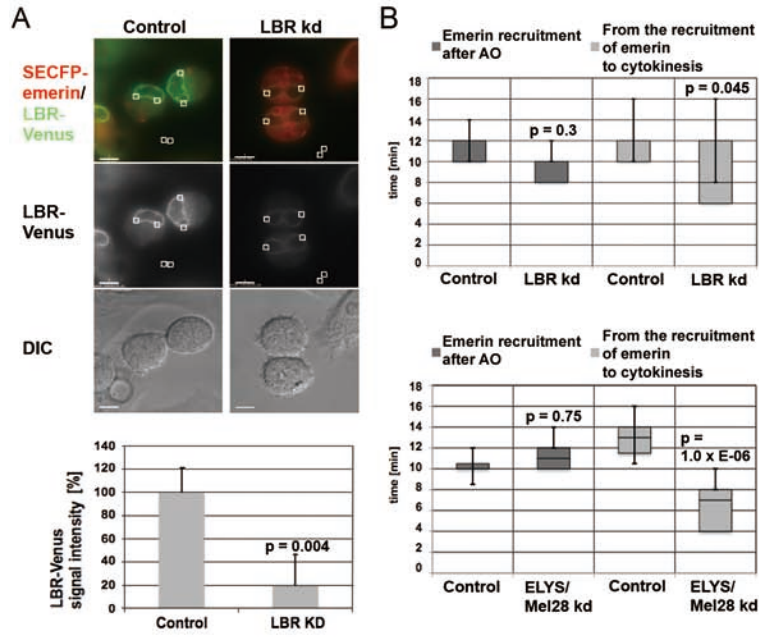 A
Control
LBR kd
SECFP-
emerin/
LBR-
Venus
LBR-
Venus
DIC
LBR-Venus
signal intensity [%]
140
120
100
80
60
40
20
0
p = 0.004
Control
LBR KD
B
Emerin recruitment
after AO
From the recruitment
of emerin
to cytokinesis
time [min]
18
16
14
12
10
8
6
4
2
0
p = 0.3
p = 0.045
Control
LBR kd
Control
LBR kd
Emerin recruitment
after AO
From the recruitment
of emerin
to cytokinesis
time [min]
18
16
14
12
10
8
6
4
2
0
p = 0.75
p =
1.0 x E-06
Control
ELYS/
Mel28 kd
Control
ELYS/
Mel28 kd